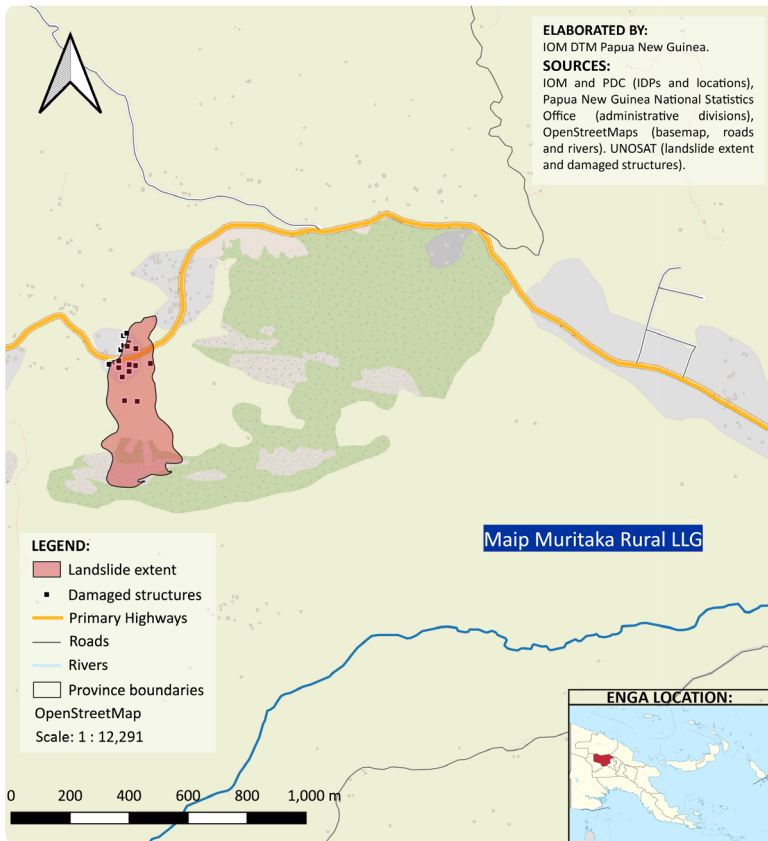 ELABORATED BY:
IOM DTM Papua New Guinea.
SOURCES:
IOM and PDC (IDPs and locations),
Papua New Guinea National Statistics
Office (administrative divisions),
OpenStreetMaps (basemap, roads
and rivers). UNOSAT (landslide extent
and damaged structures).
Maip Muritaka Rural LLG
LEGEND:
Landslide extent
Damaged structures
Primary Highways
Roads
Rivers
Province boundaries
OpenStreetMap
Scale: 1 : 12,291
ENGA LOCATION:
0 200 400 600 800 1,000 m